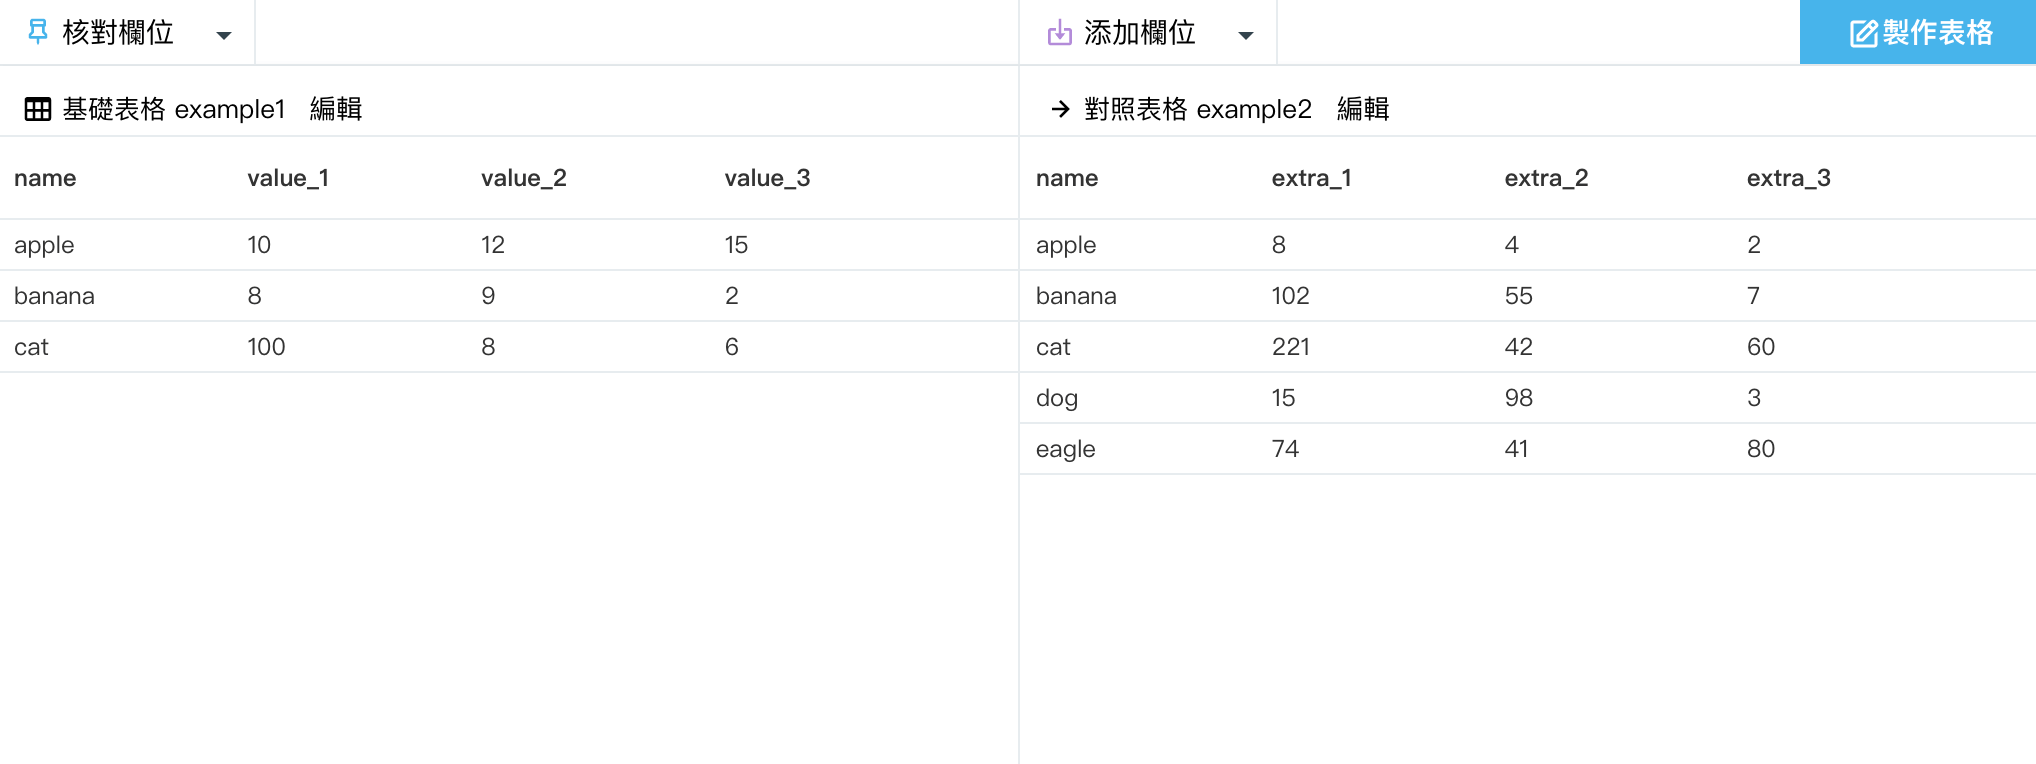 核對欄位
添加欄位
製作表格
基礎表格 example1 編輯
對照表格 example2 編輯
name value_1 value_2 value_3
apple 10 12 15
banana 8 9 2
cat 100 8 6
name extra_1 extra_2 extra_3
apple 8 4 2
banana 102 55 7
cat 221 42 60
dog 15 98 3
eagle 74 41 80